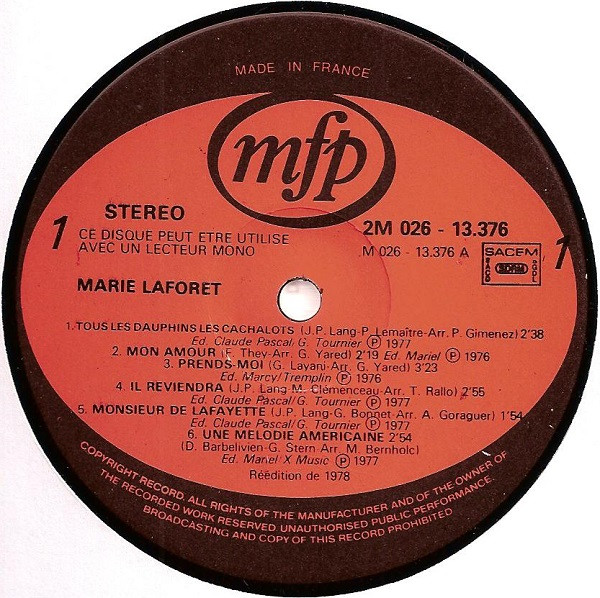 MADE IN FRANCE
mfp
1 STEREO
2M 026 - 13.376
CE DISQUE PEUT ETRE UTILISE
AVEC UN LECTEUR MONO
M 026 - 13.376 A
SACEM
SDRM
1
MARIE LAFORET
1.TOUS LES DAUPHINS LES CACHALOTS (J.P. Lang-P. Lemaître-Arr. P. Gimenez) 2'38
Ed. Claude Pascal/G. Tournier Ⓟ 1977
2. MON AMOUR (F. They-Arr. G. Yared) 2'19 Ed. Mariel Ⓟ 1976
3. PRENDS-MOI (G. Layani-Arr. G. Yared) 3'23
Ed. Marcy/Tremplin Ⓟ 1976
4. IL REVIENDRA (J.P. Lang M. Clémenceau-Arr. T. Rallo) 2'55
Ed. Claude Pascal/G. Tournier Ⓟ 1977
5. MONSIEUR DE LAFAYETTE (J.P. Lang-G. Bonnet-Arr. A. Goraguer) 1'54
Ed. Claude Pascal/G. Tournier Ⓟ 1977
6. UNE MELODIE AMERICAINE 2'54
(D. Barbelivien-G. Stern-Arr. M. Bernholc)
Ed. Mariel X Music Ⓟ 1977
Réédition de 1978
COPYRIGHT RECORD. ALL RIGHTS OF THE MANUFACTURER AND OF THE OWNER OF
THE RECORDED WORK RESERVED. UNAUTHORISED PUBLIC PERFORMANCE.
BROADCASTING AND COPY OF THIS RECORD PROHIBITED